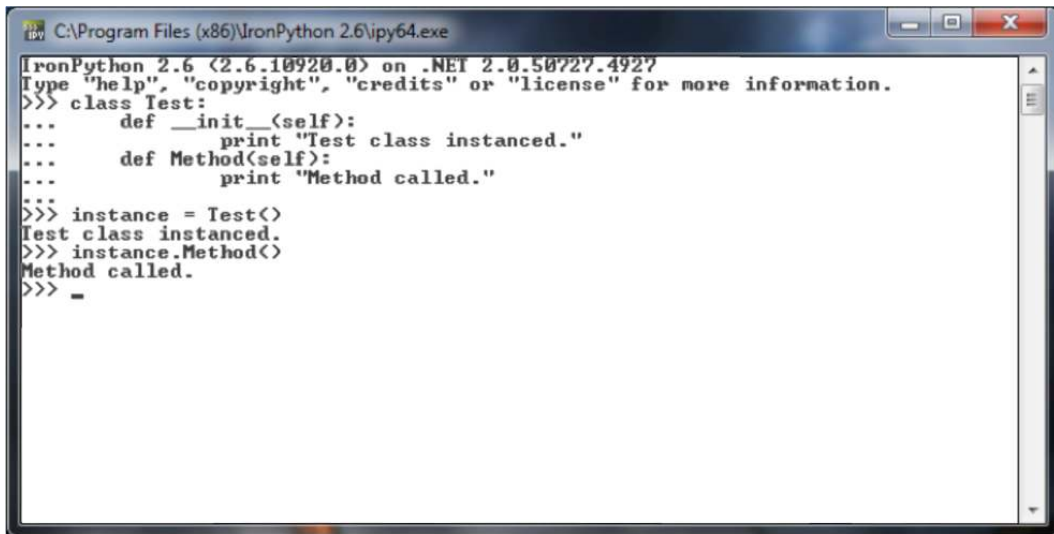 C:\Program Files (x86)\IronPython 2.6\ipy64.exe
IronPython 2.6 (2.6.10920.0) on .NET 2.0.50727.4927
Type "help", "copyright", "credits" or "license" for more information.
>>> class Test:
...     def __init__(self):
...             print "Test class instanced."
...     def Method(self):
...             print "Method called."
...
>>> instance = Test()
Test class instanced.
>>> instance.Method()
Method called.
>>> _